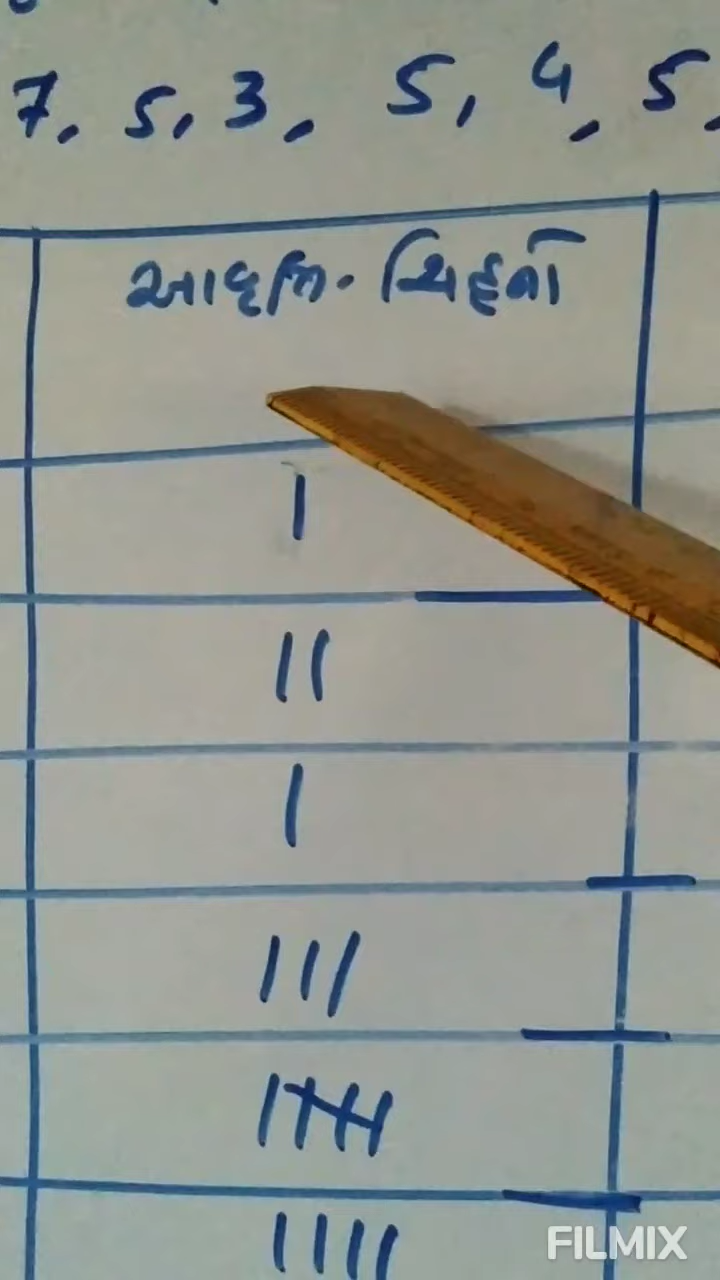 7, 5, 3, 5, 4, 5,
આવૃત્તિ ચિહ્નો
|
||
|
|||
||||
FILMIX